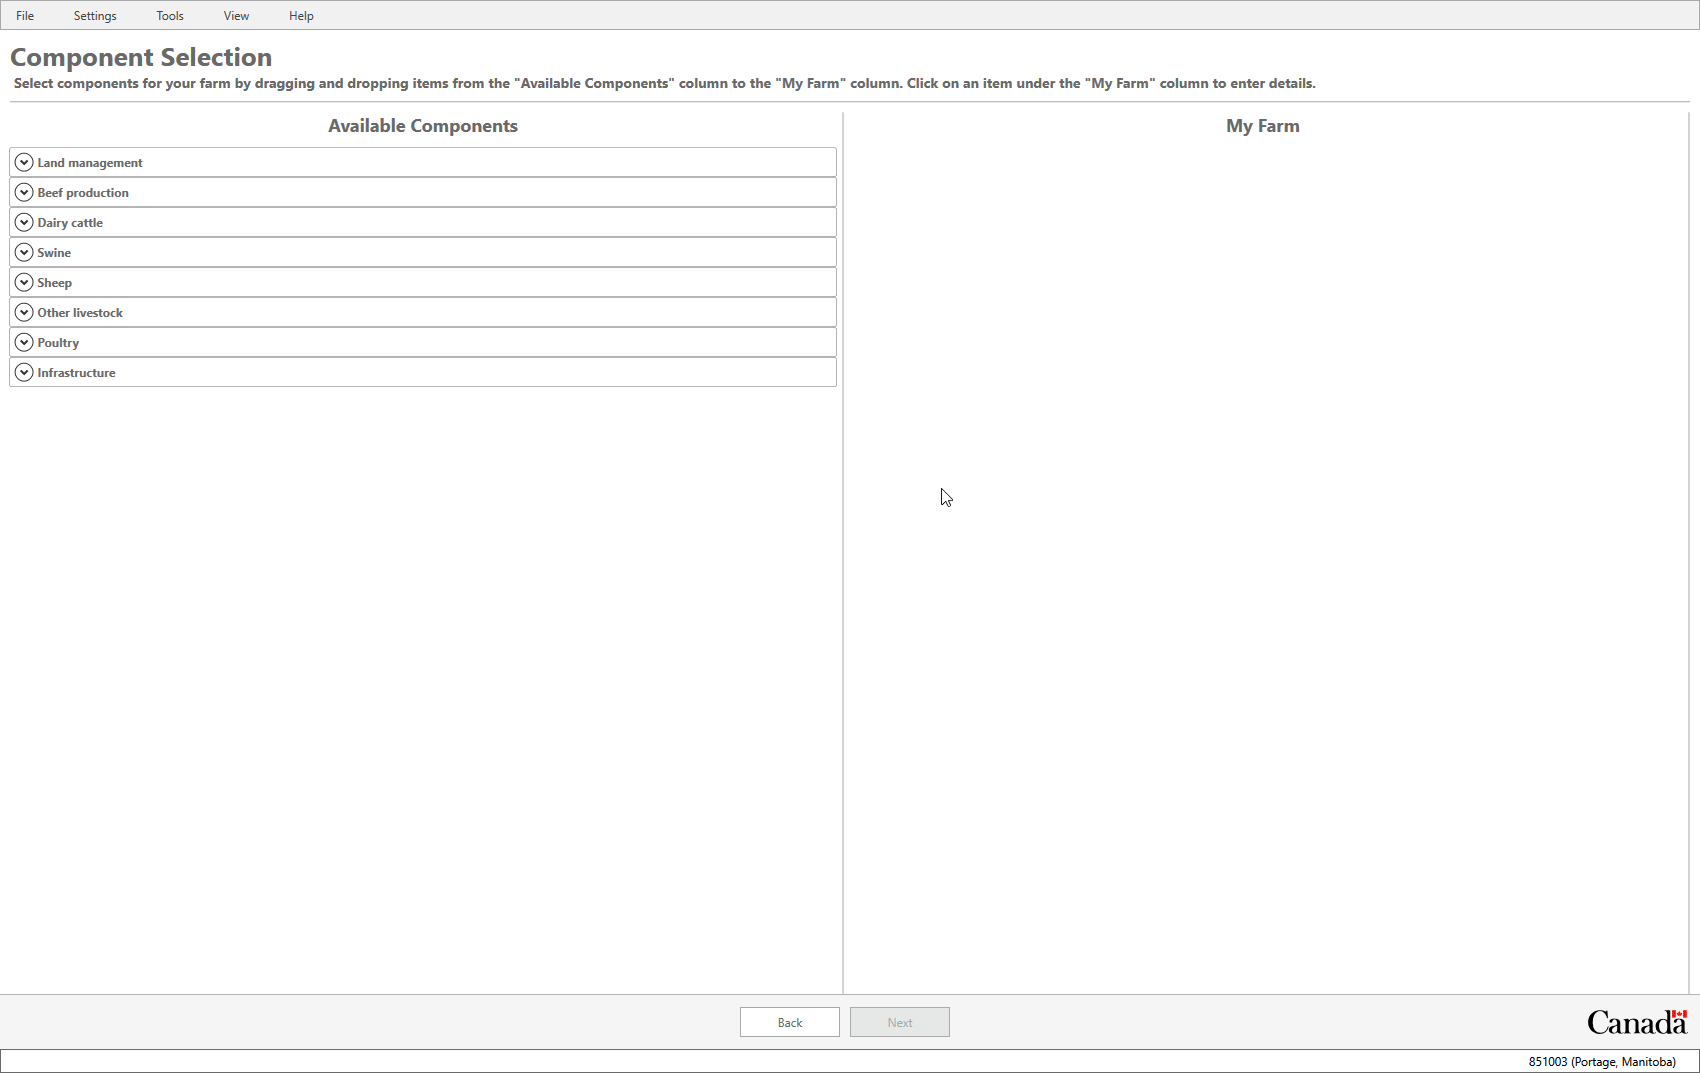 File Settings Tools View Help
Component Selection
Select components for your farm by dragging and dropping items from the "Available Components" column to the "My Farm" column. Click on an item under the "My Farm" column to enter details.
Available Components
My Farm
Land management
Beef production
Dairy cattle
Swine
Sheep
Other livestock
Poultry
Infrastructure
Back Next
Canada
851003 (Portage, Manitoba)